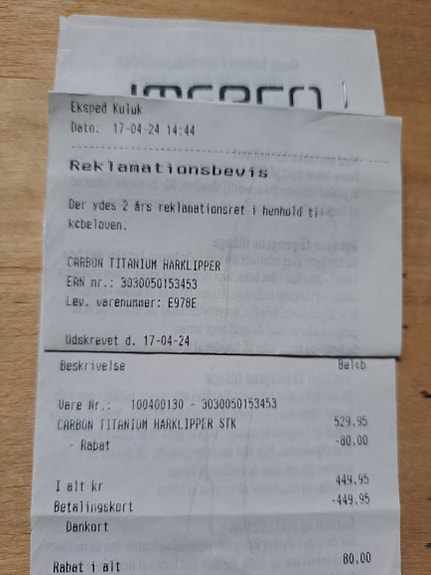 Eksped Kuluk
Dato: 17-04-24 14:44
Reklamationsbevis
Der ydes 2 års reklamationsret i henhold til
købeloven.
CARBON TITANIUM HÅRKLIPPER
EAN nr.: 3030050153453
Lev. varenummer: E978E
Udskrevet d. 17-04-24
Beskrivelse Beløb
Vare Nr.: 100400130 - 3030050153453
CARBON TITANIUM HÅRKLIPPER STK 529.95
- Rabat -80.00
I alt kr 449.95
Betalingskort -449.95
Dankort
Rabat i alt 80.00